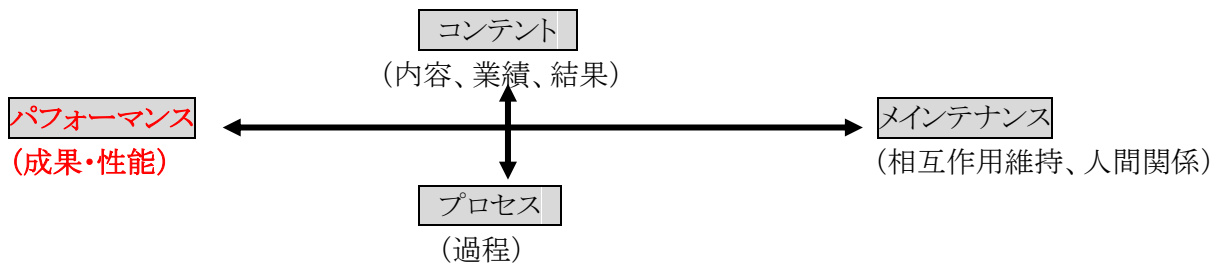 コンテント
(内容、業績、結果)
パフォーマンス
(成果・性能)
メインテナンス
(相互作用維持、人間関係)
プロセス
(過程)